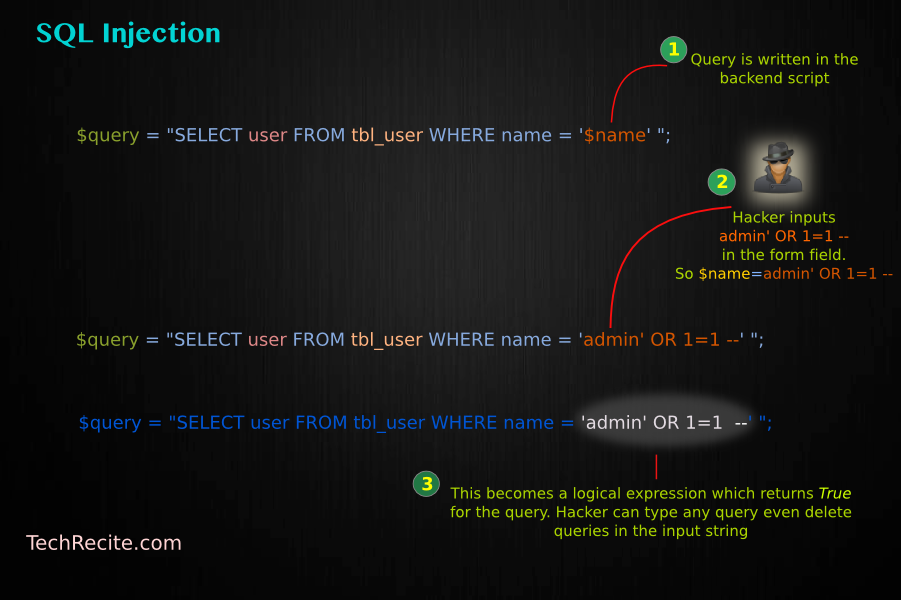 SQL Injection
1
Query is written in the
backend script
$query = "SELECT user FROM tbl_user WHERE name = '$name' ";
2
Hacker inputs
admin' OR 1=1 --
in the form field.
So $name=admin' OR 1=1 --
$query = "SELECT user FROM tbl_user WHERE name = 'admin' OR 1=1 --' ";
$query = "SELECT user FROM tbl_user WHERE name = 'admin' OR 1=1  --' ";
3
This becomes a logical expression which returns True
for the query. Hacker can type any query even delete
queries in the input string
TechRecite.com